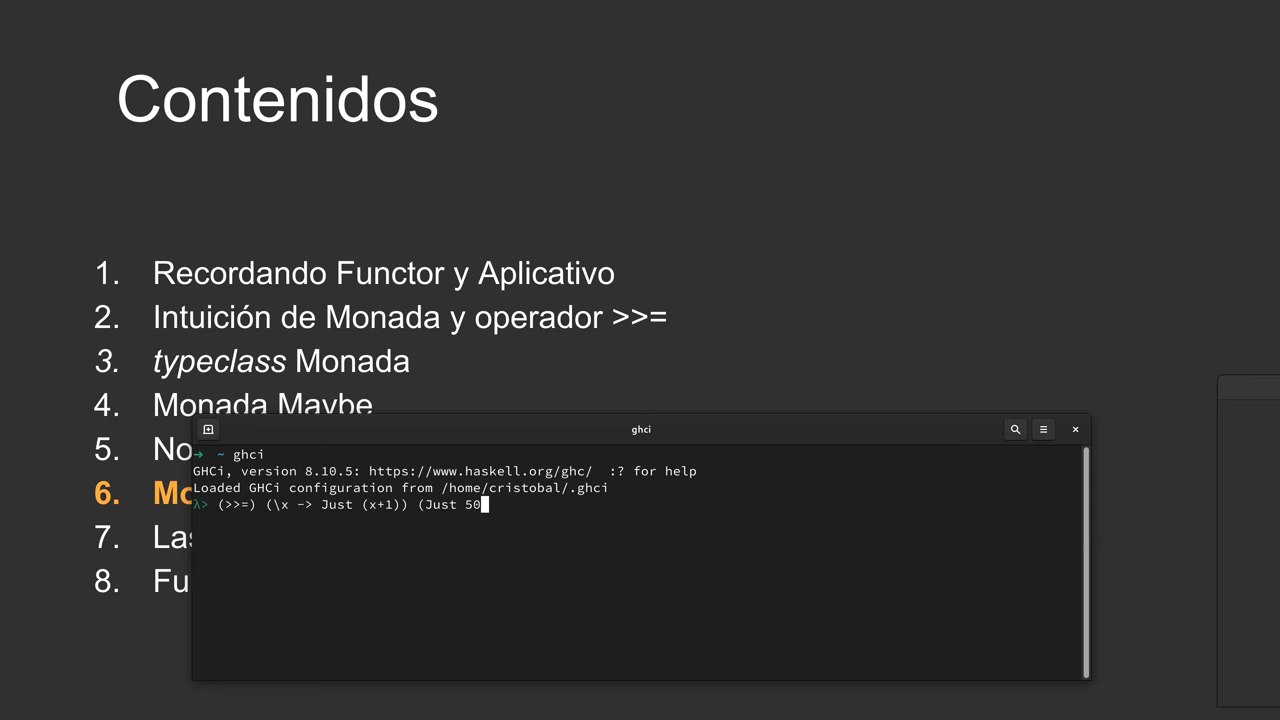 Contenidos
1. Recordando Functor y Aplicativo
2. Intuición de Monada y operador >>=
3. typeclass Monada
4. Monada Maybe
5. No
6. Mo
7. Las
8. Fu
ghci
➜ ~ ghci
GHCi, version 8.10.5: https://www.haskell.org/ghc/ :? for help
Loaded GHCi configuration from /home/cristobal/.ghci
λ> (>>=) (\x -> Just (x+1)) (Just 50